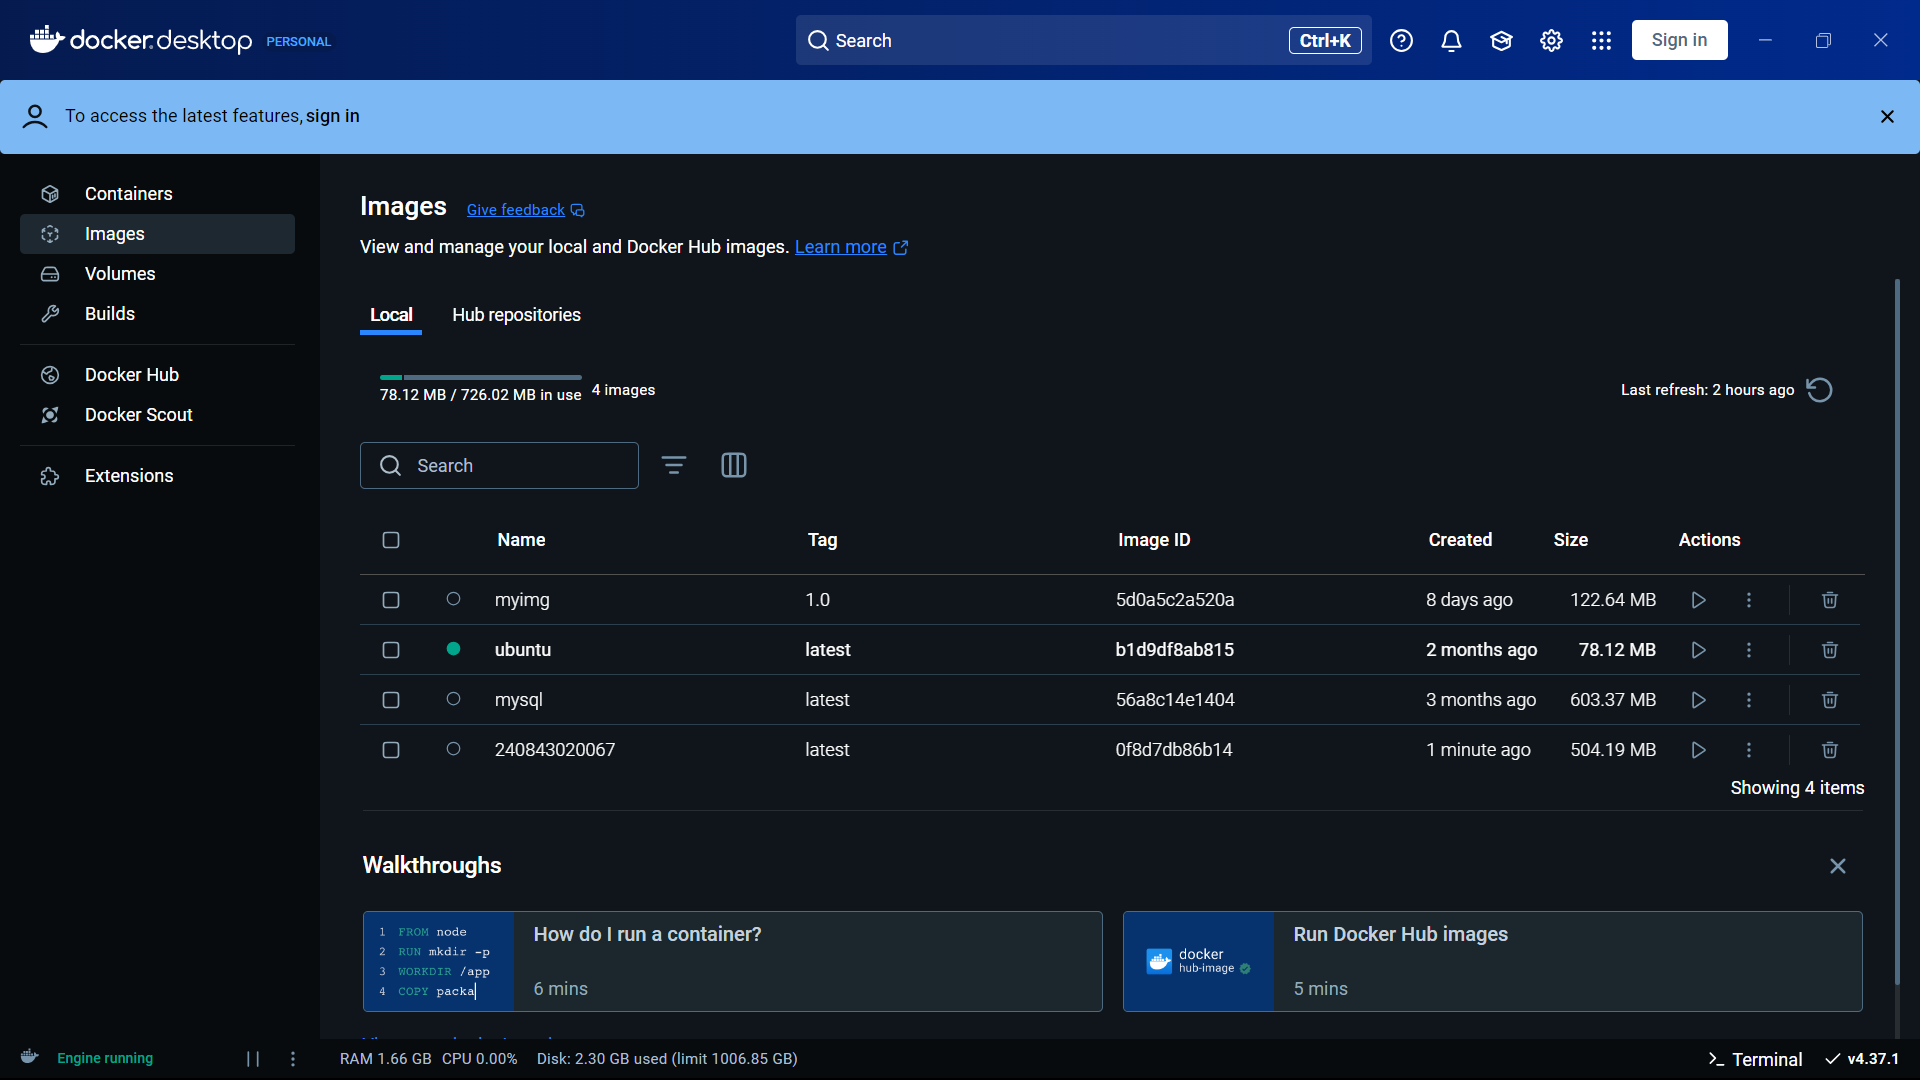 docker.desktop PERSONAL
Search
Ctrl+K
Sign in
To access the latest features, sign in
Containers
Images
Volumes
Builds
Docker Hub
Docker Scout
Extensions
Images
Give feedback
View and manage your local and Docker Hub images. Learn more
Local
Hub repositories
78.12 MB / 726.02 MB in use
4 images
Last refresh: 2 hours ago
Search
Name Tag Image ID Created Size Actions
myimg 1.0 5d0a5c2a520a 8 days ago 122.64 MB
ubuntu latest b1d9df8ab815 2 months ago 78.12 MB
mysql latest 56a8c14e1404 3 months ago 603.37 MB
240843020067 latest 0f8d7db86b14 1 minute ago 504.19 MB
Showing 4 items
Walkthroughs
1 FROM node
2 RUN mkdir -p
3 WORKDIR /app
4 COPY packa
How do I run a container?
6 mins
docker
hub-image
Run Docker Hub images
5 mins
Engine running
RAM 1.66 GB CPU 0.00% Disk: 2.30 GB used (limit 1006.85 GB)
Terminal
v4.37.1